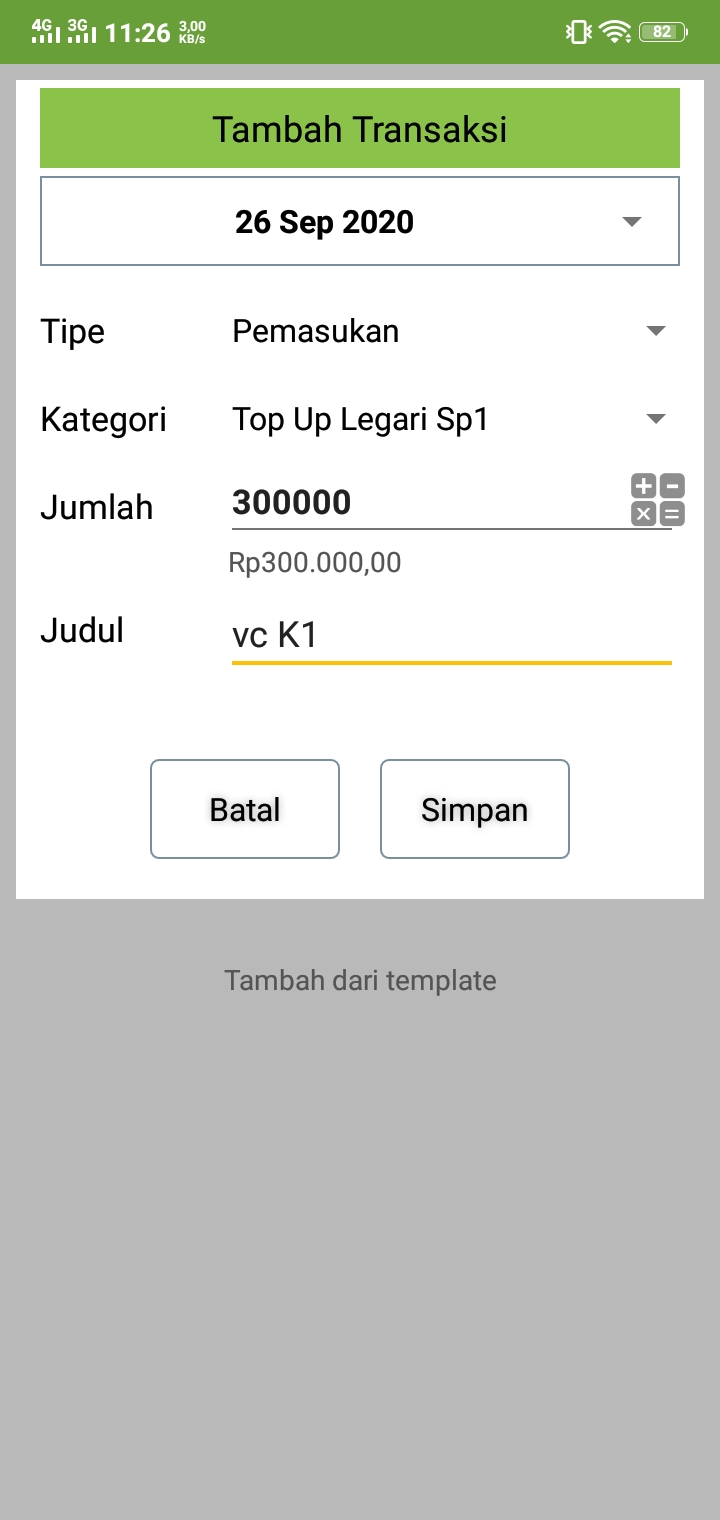 4G 3G 11:26 3,00 KB/s 82
Tambah Transaksi
26 Sep 2020
Tipe Pemasukan
Kategori Top Up Legari Sp1
Jumlah 300000
Rp300.000,00
Judul vc K1
Batal Simpan
Tambah dari template